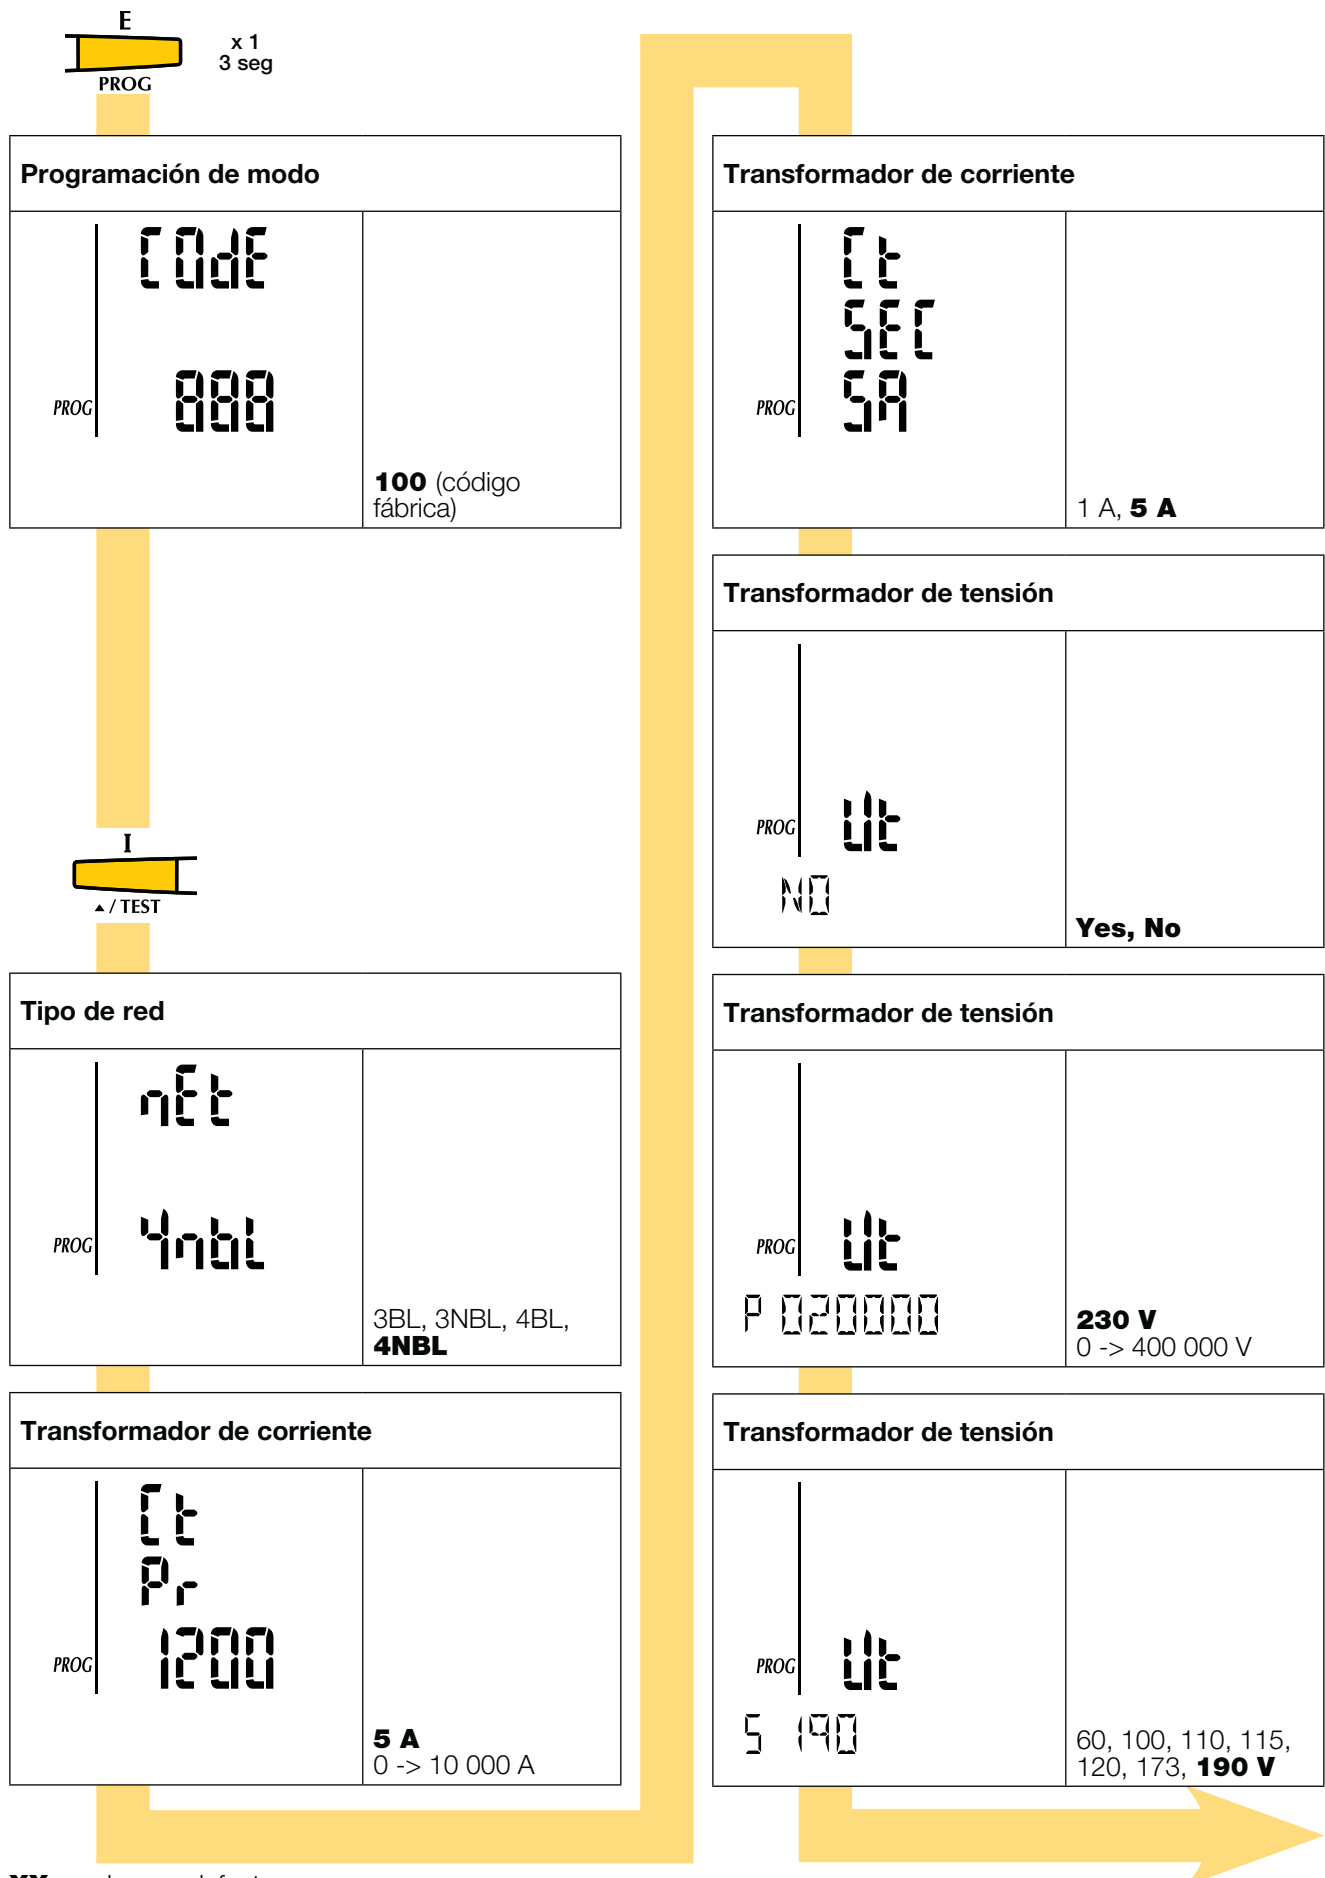 E
x 1
3 seg
PROG
Programación de modo
COdE
888
PROG
100 (código
fábrica)
I
▲ / TEST
Tipo de red
nEt
4nbL
PROG
3BL, 3NBL, 4BL,
4NBL
Transformador de corriente
Ct
Pr
1200
PROG
5 A
0 -> 10 000 A
Transformador de corriente
Ct
SEC
5A
PROG
1 A, 5 A
Transformador de tensión
Ut
PROG
NO
Yes, No
Transformador de tensión
Ut
PROG
P 020000
230 V
0 -> 400 000 V
Transformador de tensión
Ut
PROG
S 190
60, 100, 110, 115,
120, 173, 190 V